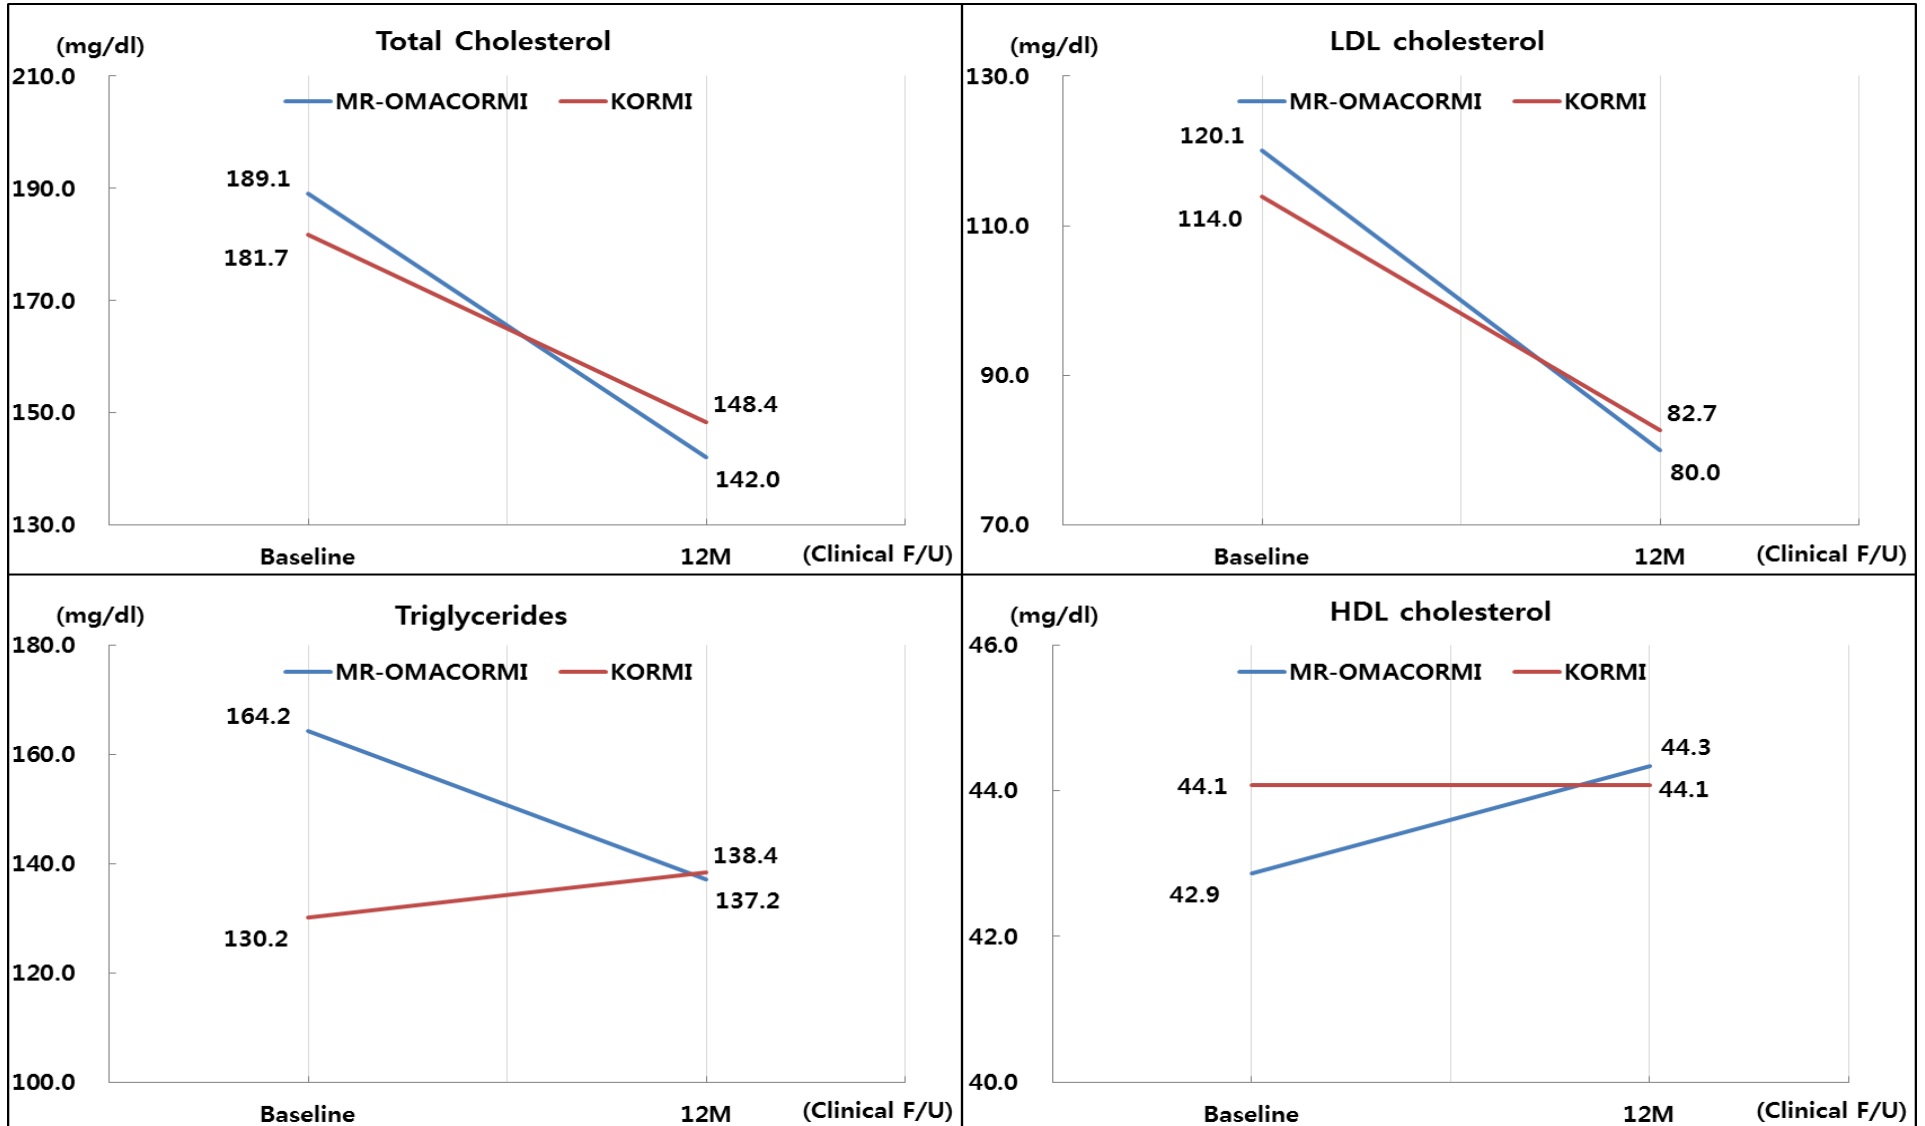 Total Cholesterol
(mg/dl)
210.0
MR-OMACORMI KORMI
190.0
189.1
181.7
170.0
150.0
148.4
142.0
130.0
Baseline 12M (Clinical F/U)
LDL cholesterol
(mg/dl)
130.0
MR-OMACORMI KORMI
120.1
114.0
110.0
90.0
82.7
80.0
70.0
Baseline 12M (Clinical F/U)
Triglycerides
(mg/dl)
180.0
MR-OMACORMI KORMI
164.2
160.0
140.0
138.4
137.2
130.2
120.0
100.0
Baseline 12M (Clinical F/U)
HDL cholesterol
(mg/dl)
46.0
MR-OMACORMI KORMI
44.3
44.0
44.1
44.1
42.9
42.0
40.0
Baseline 12M (Clinical F/U)